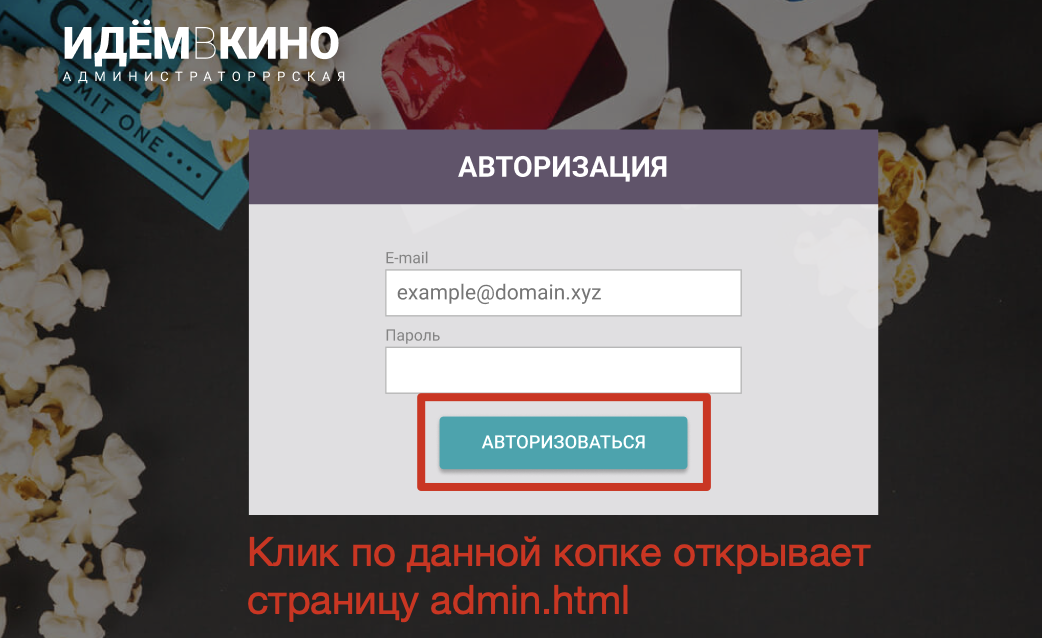 ИДЁМВКИНО
АДМИНИСТРАТОРРРСКАЯ
MIT ONE
АВТОРИЗАЦИЯ
E-mail
example@domain.xyz
Пароль
АВТОРИЗОВАТЬСЯ
Клик по данной копке открывает
страницу admin.html